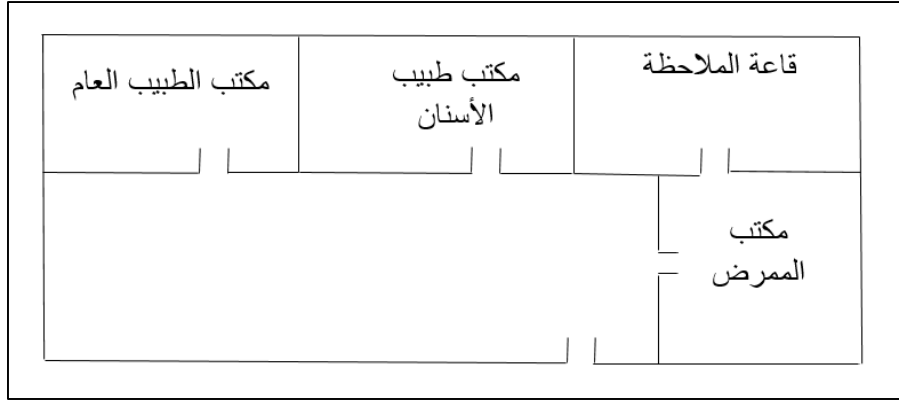 قاعة الملاحظة
مكتب طبيب
الأسنان
مكتب الطبيب العام
مكتب
الممرض